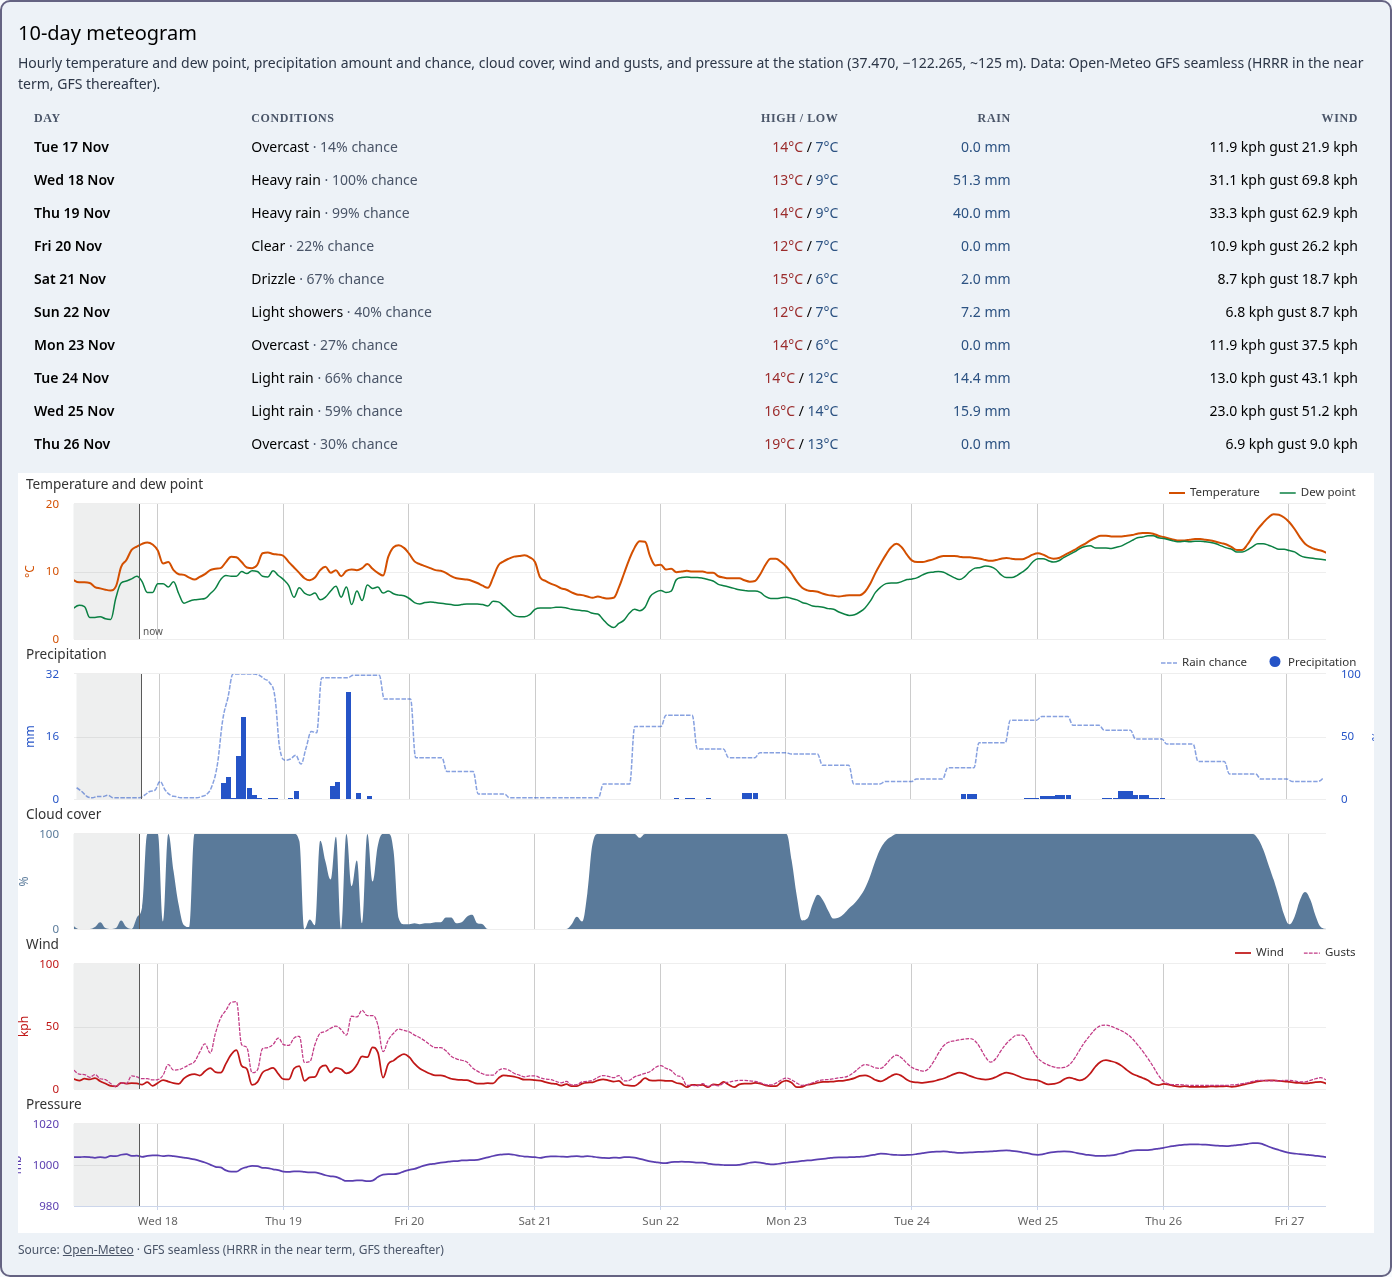 10-day meteogram
Hourly temperature and dew point, precipitation amount and chance, cloud cover, wind and gusts, and pressure at the station (37.470, −122.265, ~125 m). Data: Open-Meteo GFS seamless (HRRR in the near
term, GFS thereafter).
DAY CONDITIONS HIGH / LOW RAIN WIND
Tue 17 Nov Overcast · 14% chance 14°C / 7°C 0.0 mm 11.9 kph gust 21.9 kph
Wed 18 Nov Heavy rain · 100% chance 13°C / 9°C 51.3 mm 31.1 kph gust 69.8 kph
Thu 19 Nov Heavy rain · 99% chance 14°C / 9°C 40.0 mm 33.3 kph gust 62.9 kph
Fri 20 Nov Clear · 22% chance 12°C / 7°C 0.0 mm 10.9 kph gust 26.2 kph
Sat 21 Nov Drizzle · 67% chance 15°C / 6°C 2.0 mm 8.7 kph gust 18.7 kph
Sun 22 Nov Light showers · 40% chance 12°C / 7°C 7.2 mm 6.8 kph gust 8.7 kph
Mon 23 Nov Overcast · 27% chance 14°C / 6°C 0.0 mm 11.9 kph gust 37.5 kph
Tue 24 Nov Light rain · 66% chance 14°C / 12°C 14.4 mm 13.0 kph gust 43.1 kph
Wed 25 Nov Light rain · 59% chance 16°C / 14°C 15.9 mm 23.0 kph gust 51.2 kph
Thu 26 Nov Overcast · 30% chance 19°C / 13°C 0.0 mm 6.9 kph gust 9.0 kph
Temperature and dew point
Temperature Dew point
20
°C
10
now
0
Precipitation
Rain chance Precipitation
32 100
mm
16 50
0 0
Cloud cover
100
%
0
Wind
Wind Gusts
100
kph
50
0
Pressure
1020
1000
980
Wed 18 Thu 19 Fri 20 Sat 21 Sun 22 Mon 23 Tue 24 Wed 25 Thu 26 Fri 27
Source: Open-Meteo · GFS seamless (HRRR in the near term, GFS thereafter)